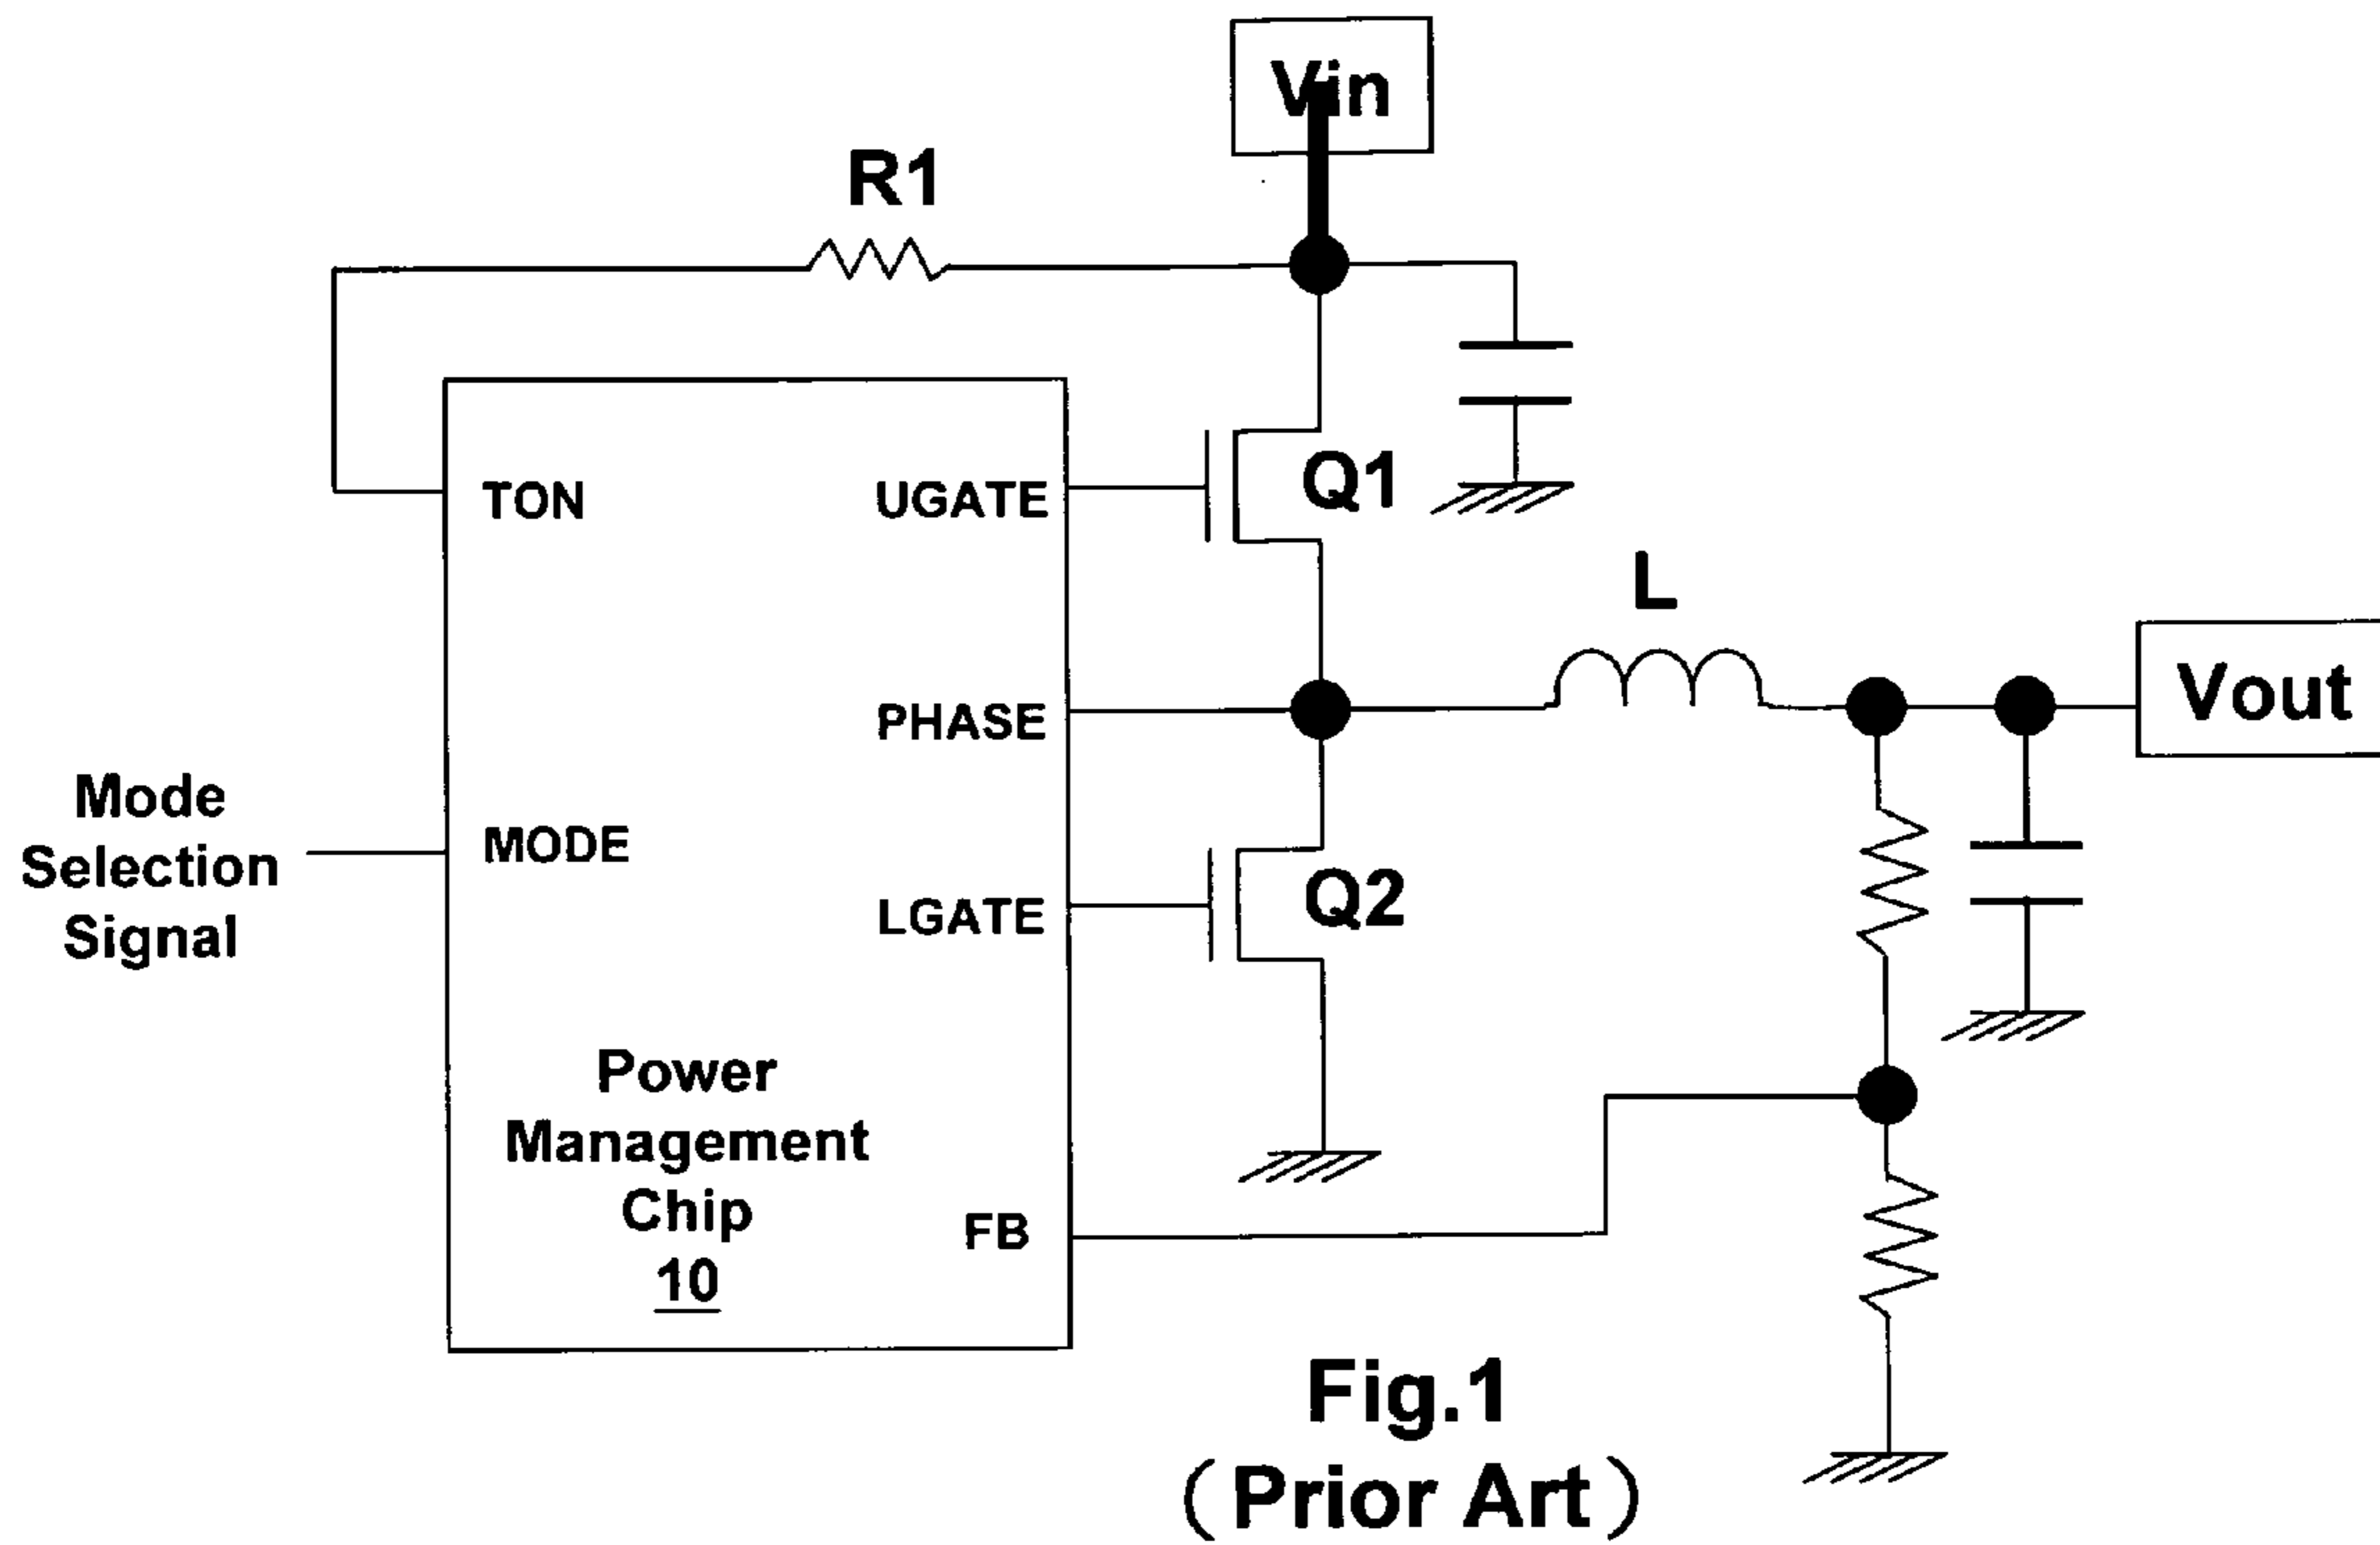 Vin
R1
TON
UGATE
Q1
L
PHASE
Vout
Mode
Selection
Signal
MODE
LGATE
Q2
Power
Management
Chip
10
FB
Fig.1
(Prior Art)